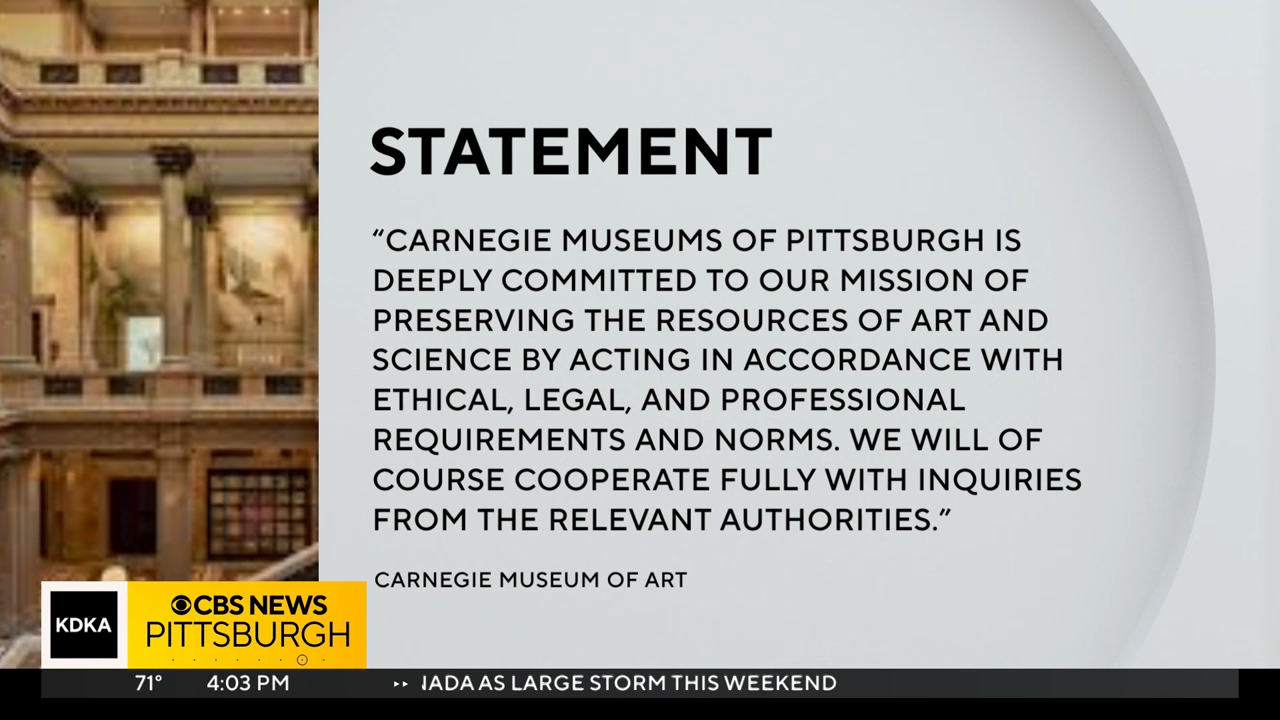 STATEMENT
“CARNEGIE MUSEUMS OF PITTSBURGH IS
DEEPLY COMMITTED TO OUR MISSION OF
PRESERVING THE RESOURCES OF ART AND
SCIENCE BY ACTING IN ACCORDANCE WITH
ETHICAL, LEGAL, AND PROFESSIONAL
REQUIREMENTS AND NORMS. WE WILL OF
COURSE COOPERATE FULLY WITH INQUIRIES
FROM THE RELEVANT AUTHORITIES.”
CARNEGIE MUSEUM OF ART
KDKA
CBS NEWS
PITTSBURGH
71° 4:03 PM AS LARGE STORM THIS WEEKEND